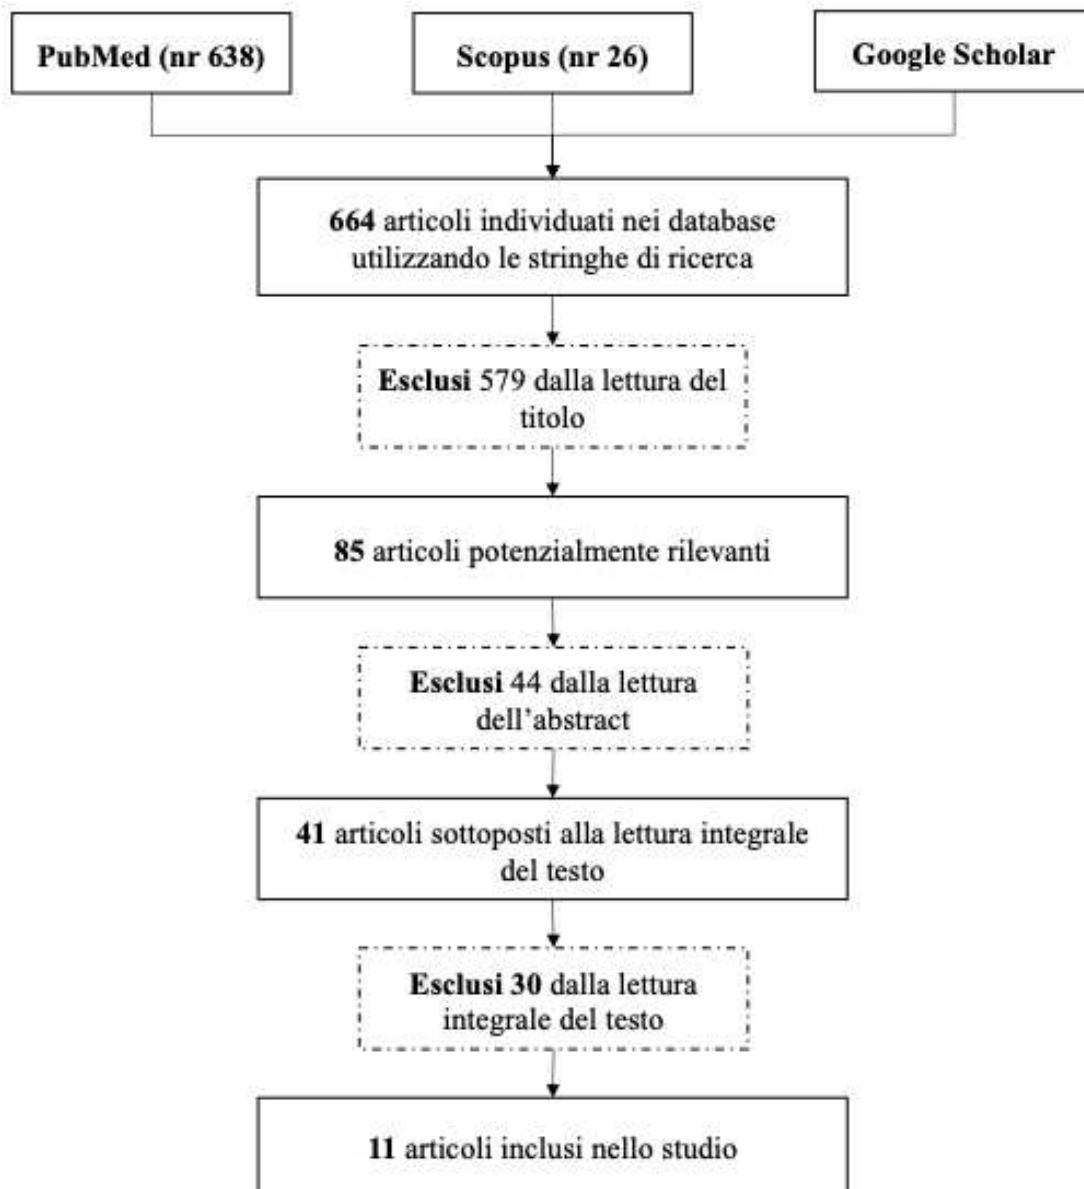 PubMed (nr 638)
Scopus (nr 26)
Google Scholar
664 articoli individuati nei database
utilizzando le stringhe di ricerca
Esclusi 579 dalla lettura del
titolo
85 articoli potenzialmente rilevanti
Esclusi 44 dalla lettura
dell’abstract
41 articoli sottoposti alla lettura integrale
del testo
Esclusi 30 dalla lettura
integrale del testo
11 articoli inclusi nello studio